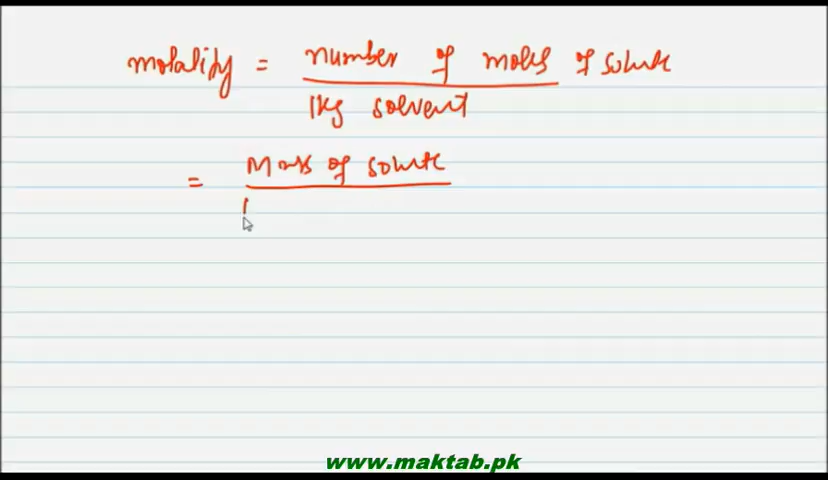 molality = number of moles of solute
1kg solvent
= Mass of solute
www.maktab.pk